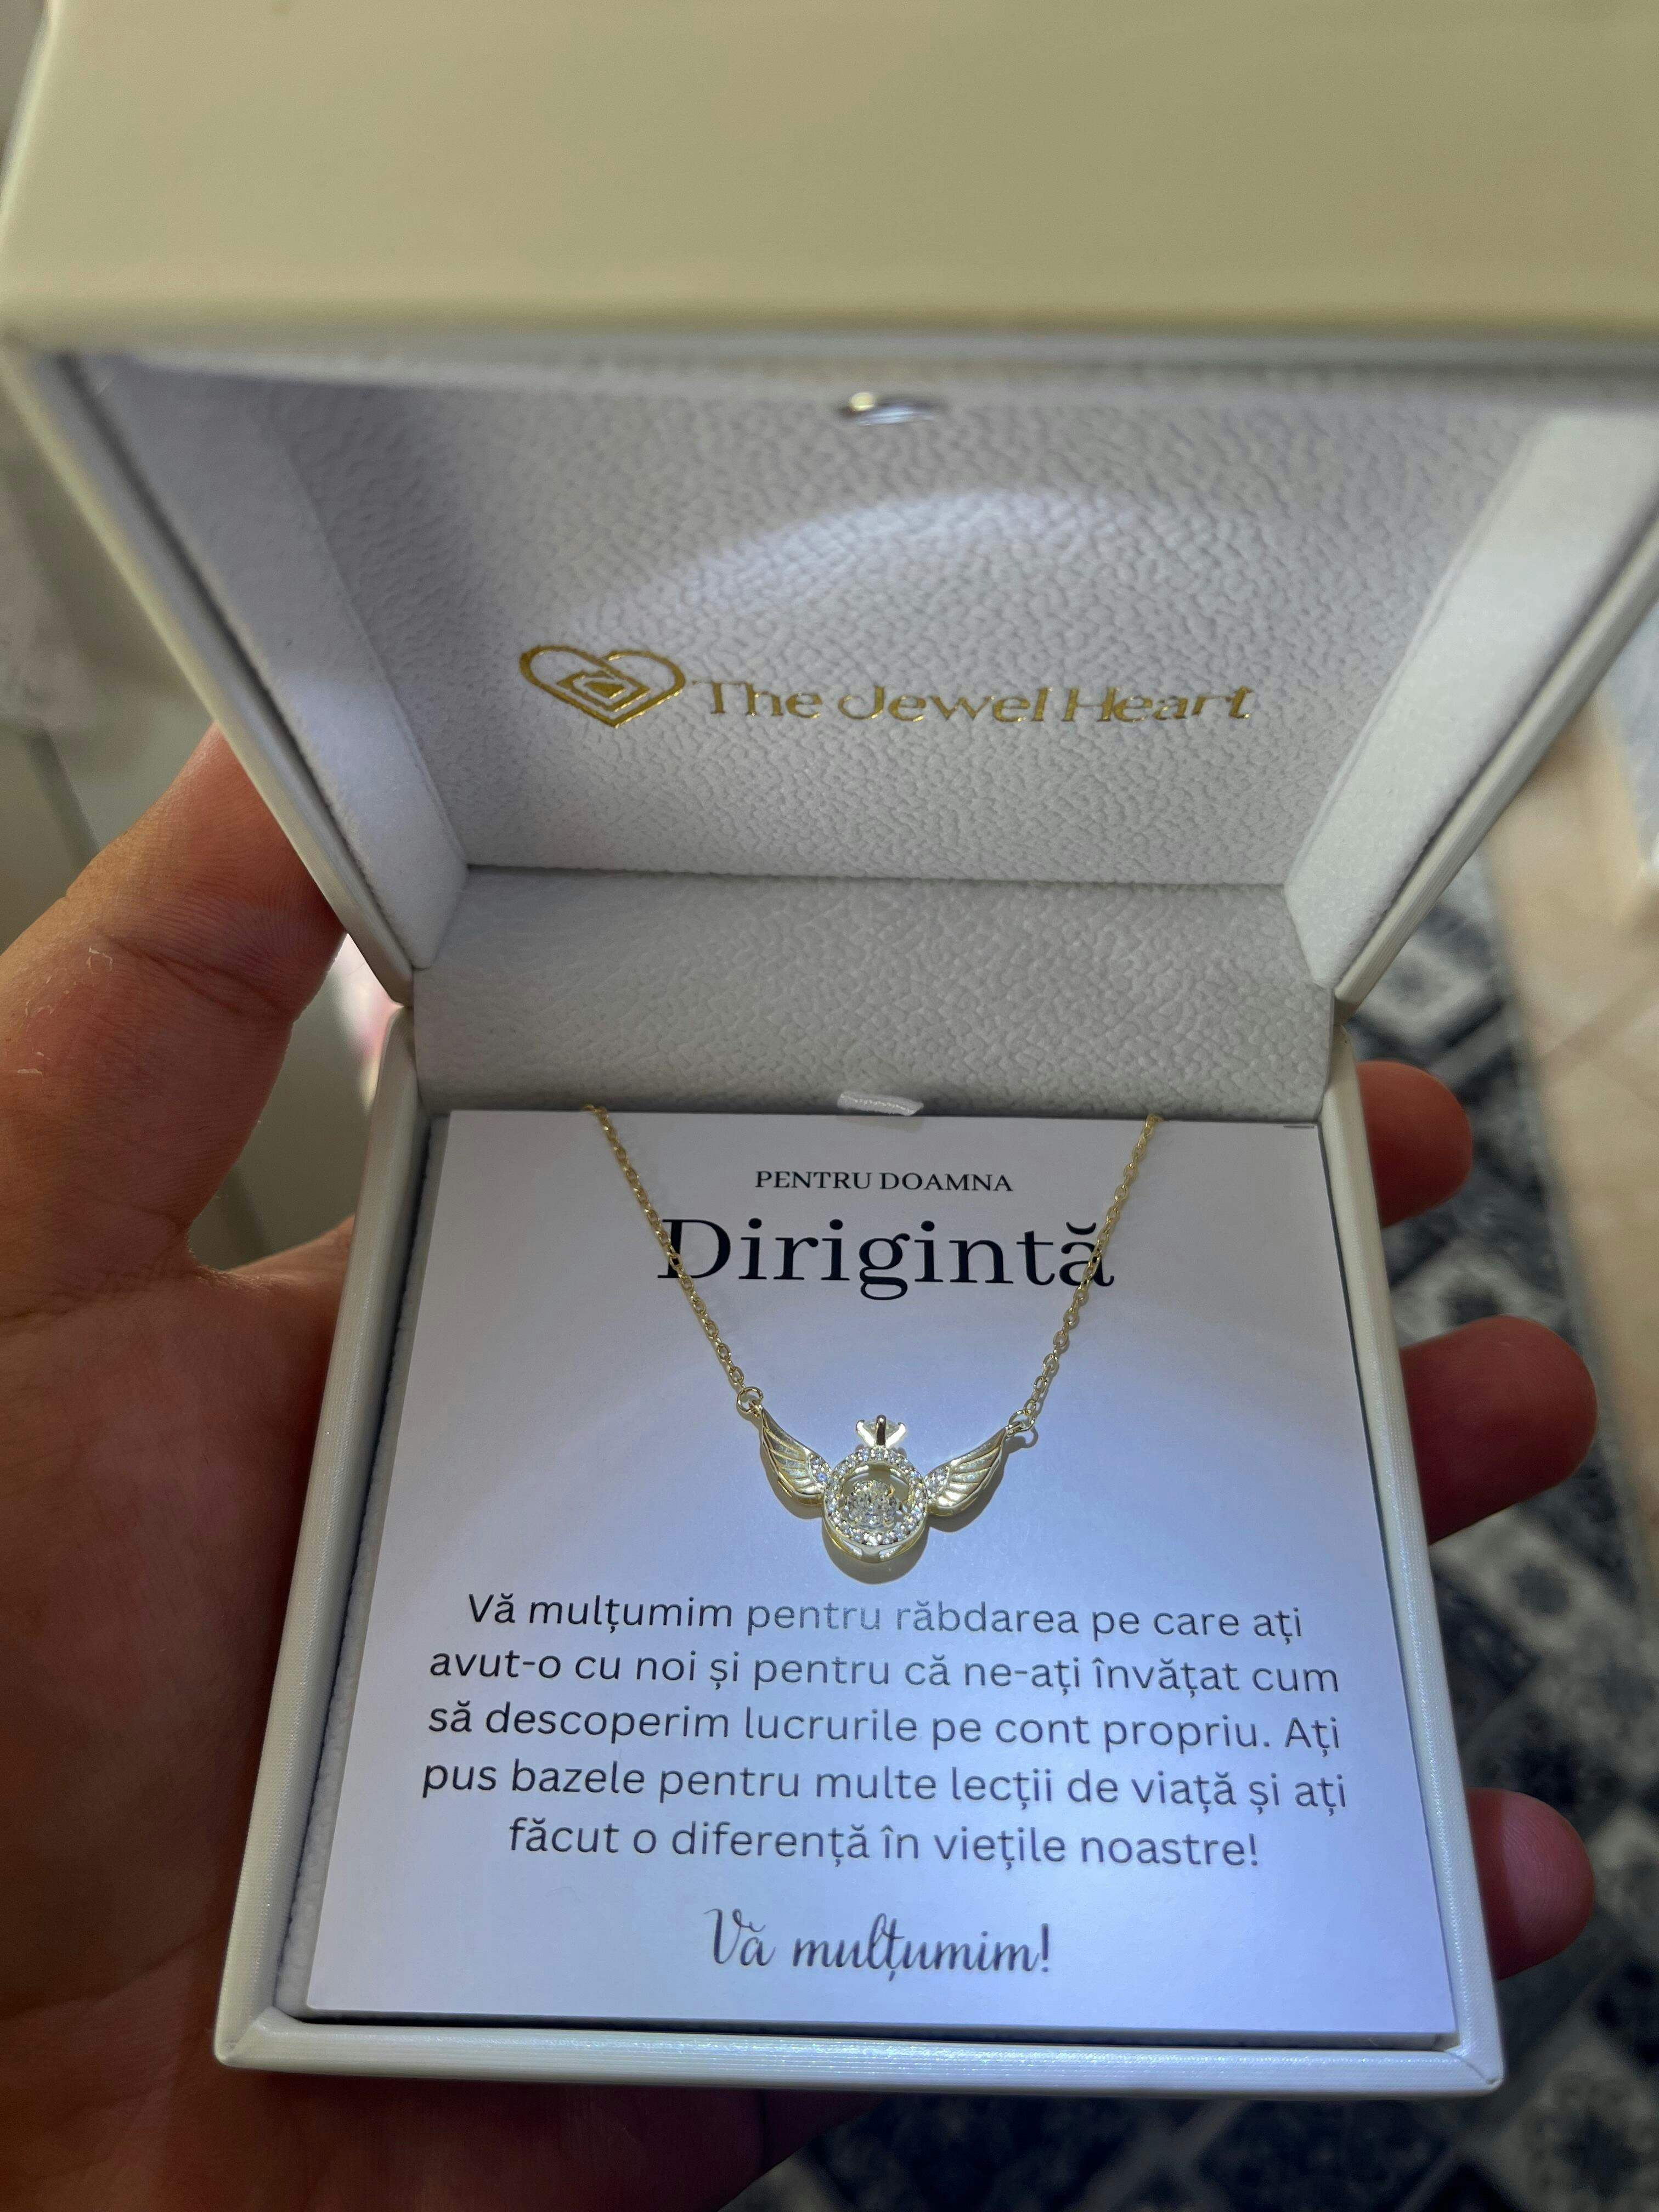 The Jewel Heart
PENTRU DOAMNA
Dirigintă
Vă mulțumim pentru răbdarea pe care ați
avut-o cu noi și pentru că ne-ați învățat cum
să descoperim lucrurile pe cont propriu. Ați
pus bazele pentru multe lecții de viață și ați
făcut o diferență în viețile noastre!
Vă mulțumim!